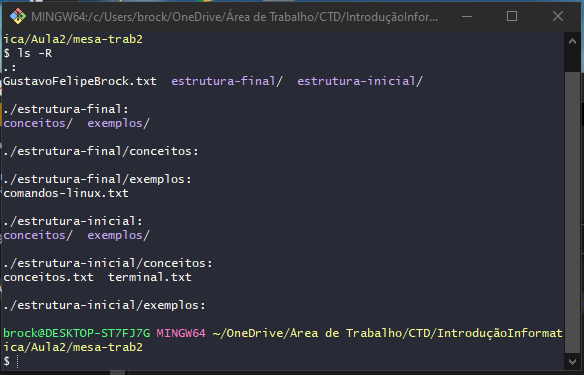 MINGW64:/c/Users/brock/OneDrive/Área de Trabalho/CTD/IntroduçãoInfor...
ica/Aula2/mesa-trab2
$ ls -R
.:
GustavoFelipeBrock.txt  estrutura-final/  estrutura-inicial/
./estrutura-final:
conceitos/  exemplos/
./estrutura-final/conceitos:
./estrutura-final/exemplos:
comandos-linux.txt
./estrutura-inicial:
conceitos/  exemplos/
./estrutura-inicial/conceitos:
conceitos.txt  terminal.txt
./estrutura-inicial/exemplos:
brock@DESKTOP-ST7FJ7G MINGW64 ~/OneDrive/Área de Trabalho/CTD/IntroduçãoInformat
ica/Aula2/mesa-trab2
$